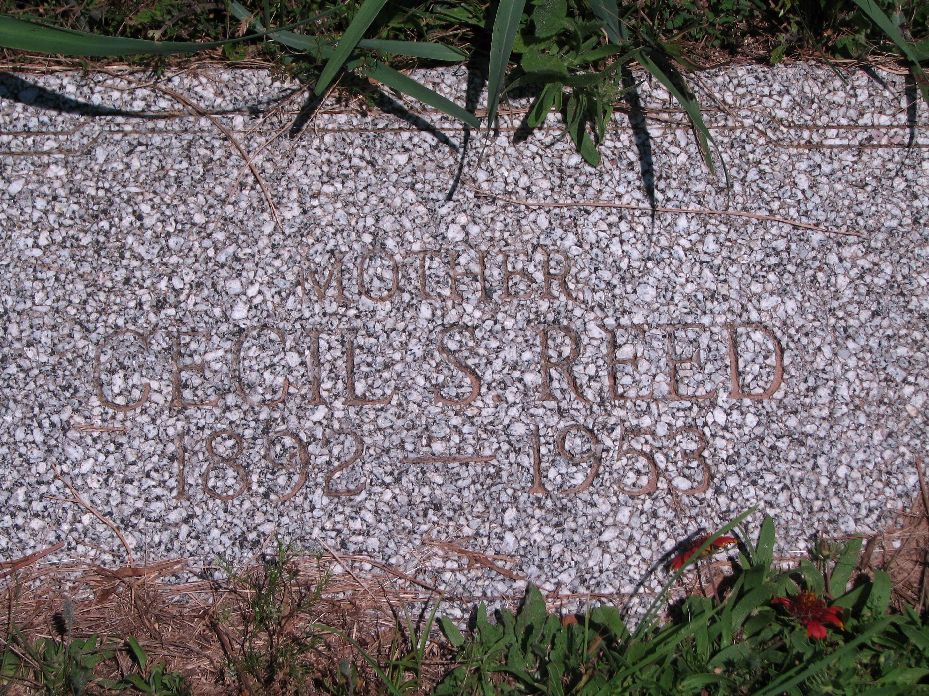 MOTHER
CECIL S. REED
1892 — 1953